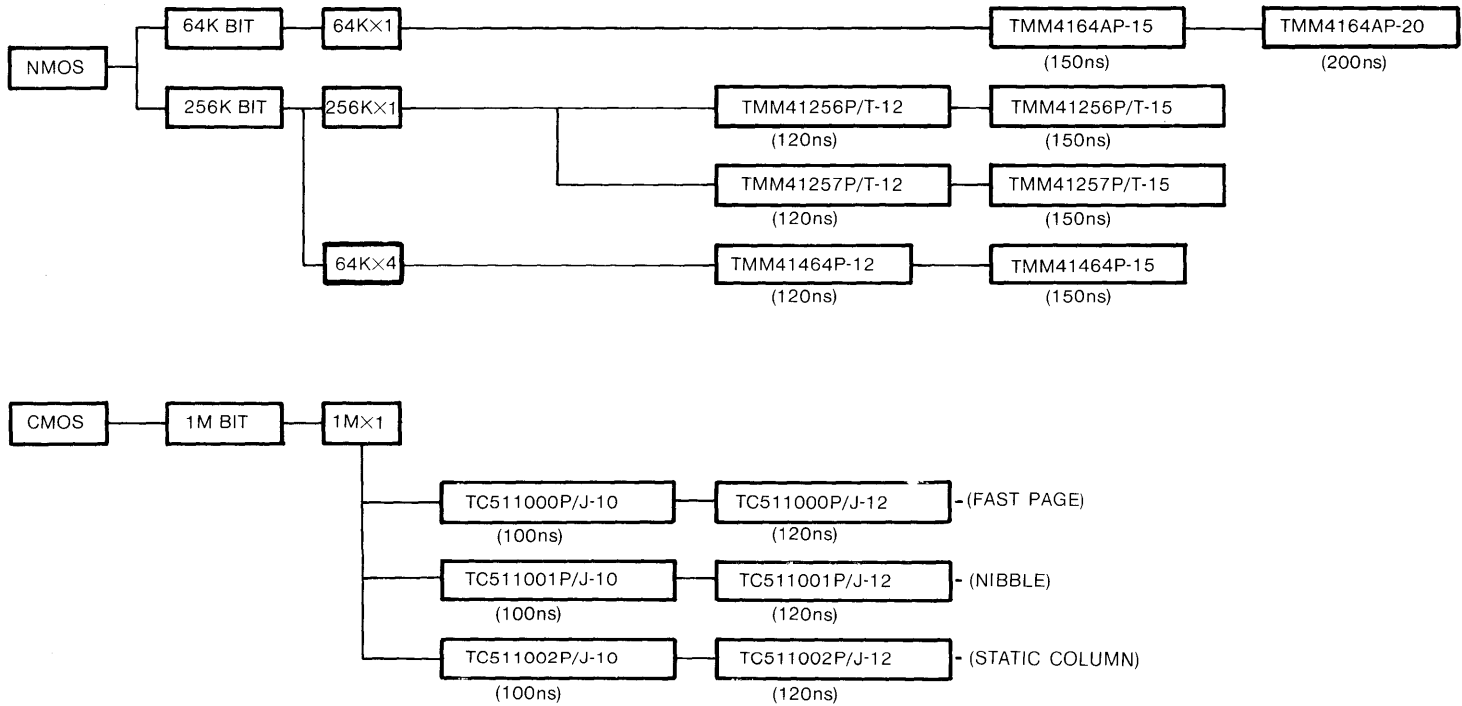 64K BIT
64K×1
TMM4164AP-15
TMM4164AP-20
NMOS
(150ns)
(200ns)
256K BIT
256K×1
TMM41256P/T-12
TMM41256P/T-15
(120ns)
(150ns)
TMM41257P/T-12
TMM41257P/T-15
(120ns)
(150ns)
64K×4
TMM41464P-12
TMM41464P-15
(120ns)
(150ns)
CMOS
1M BIT
1M×1
TC511000P/J-10
TC511000P/J-12
-(FAST PAGE)
(100ns)
(120ns)
TC511001P/J-10
TC511001P/J-12
-(NIBBLE)
(100ns)
(120ns)
TC511002P/J-10
TC511002P/J-12
-(STATIC COLUMN)
(100ns)
(120ns)